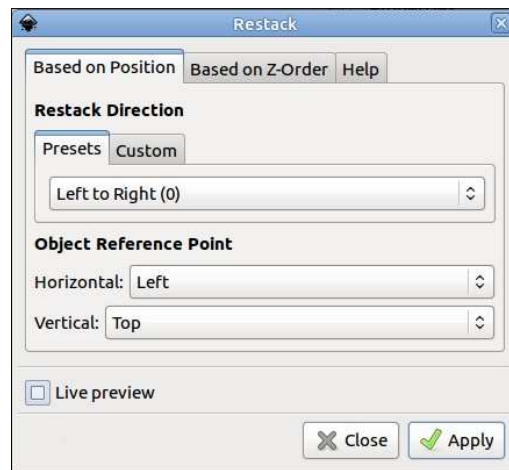 Restack
Based on Position Based on Z-Order Help
Restack Direction
Presets Custom
Left to Right (0)
Object Reference Point
Horizontal: Left
Vertical: Top
Live preview
Close Apply